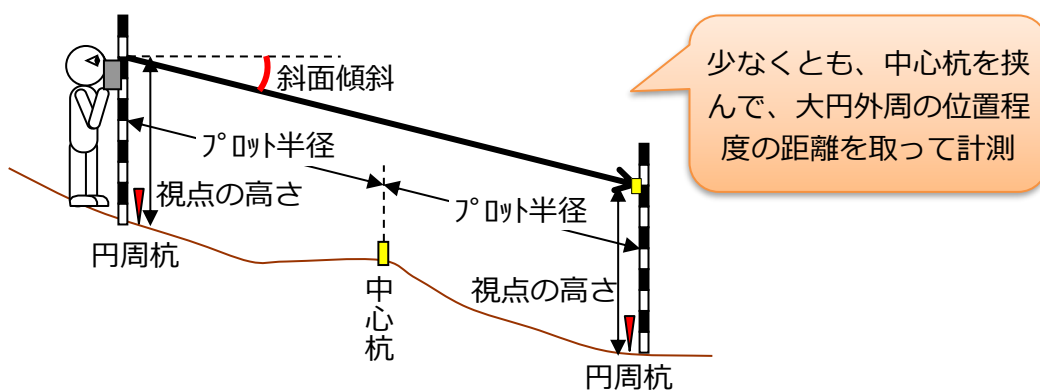 斜面傾斜
ﾌﾟﾛｯﾄ半径
視点の高さ
円周杭
中心杭
ﾌﾟﾛｯﾄ半径
視点の高さ
円周杭
少なくとも、中心杭を挟
んで、大円外周の位置程
度の距離を取って計測